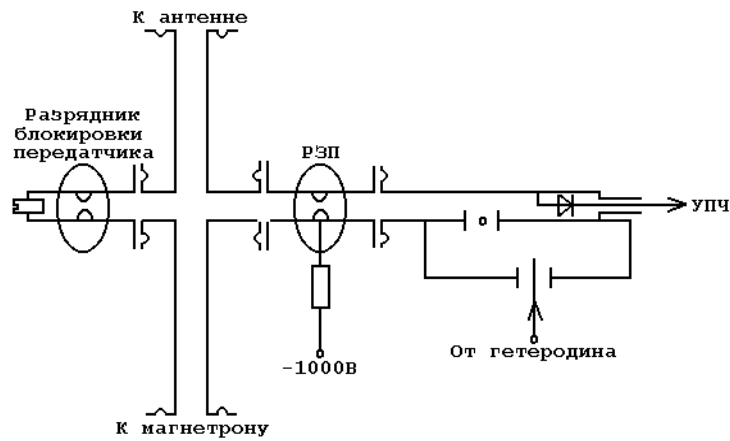 К антенне
Разрядник
блокировки
передатчика
РЗП
УПЧ
От гетеродина
-1000В
К магнетрону